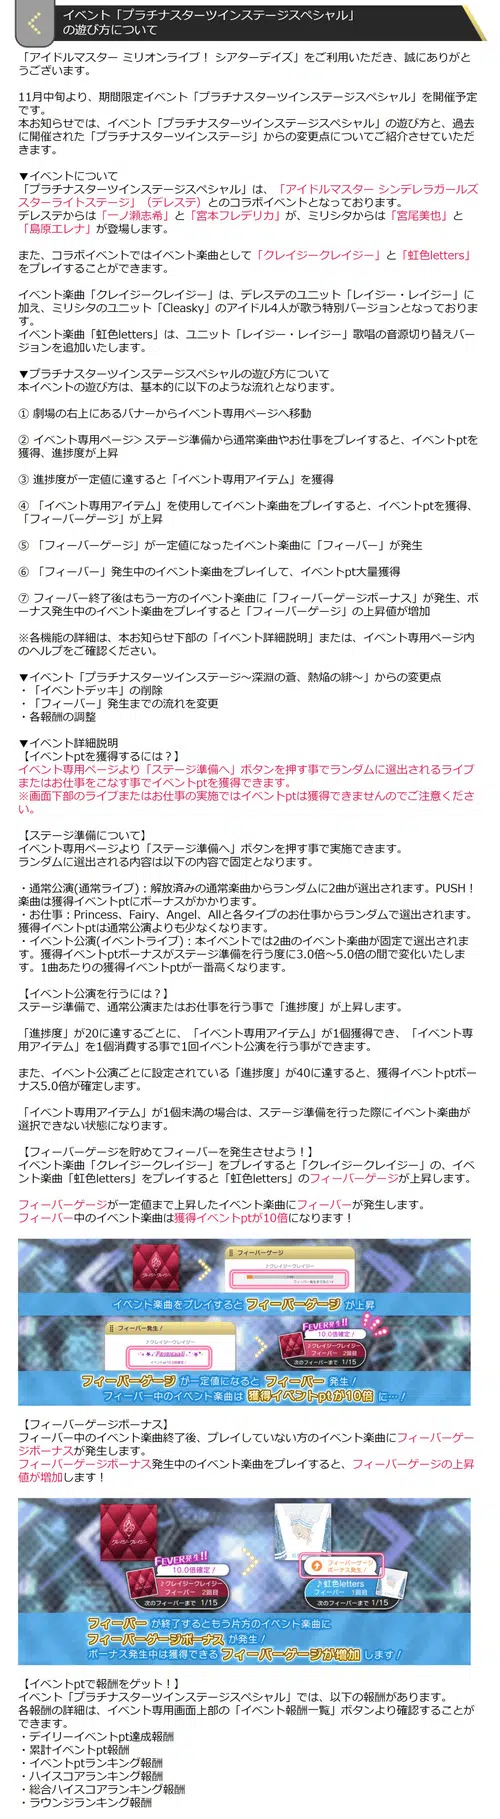 イベント「プラチナスターツインステージスペシャル」
の遊び方について
「アイドルマスター ミリオンライブ！ シアターデイズ」をご利用いただき、誠にありがと
うございます。
11月中旬より、期間限定イベント「プラチナスターツインステージスペシャル」を開催予定
です。
本お知らせでは、イベント「プラチナスターツインステージスペシャル」の遊び方と、過去
に開催された「プラチナスターツインステージ」からの変更点についてご紹介させていただ
きます。
▼イベントについて
「プラチナスターツインステージスペシャル」は、「アイドルマスター シンデレラガールズ
スターライトステージ」（デレステ）とのコラボイベントとなっております。
デレステからは「一ノ瀬志希」と「宮本フレデリカ」が、ミリシタからは「宮尾美也」と
「島原エレナ」が登場します。
また、コラボイベントではイベント楽曲として「クレイジークレイジー」と「虹色letters」
をプレイすることができます。
イベント楽曲「クレイジークレイジー」は、デレステのユニット「レイジー・レイジー」に
加え、ミリシタのユニット「Cleasky」のアイドル4人が歌う特別バージョンとなっておりま
す。
イベント楽曲「虹色letters」は、ユニット「レイジー・レイジー」歌唱の音源切り替えバー
ジョンを追加いたします。
▼プラチナスターツインステージスペシャルの遊び方について
本イベントの遊び方は、基本的に以下のような流れとなります。
① 劇場の右上にあるバナーからイベント専用ページへ移動
② イベント専用ページ＞ステージ準備から通常楽曲やお仕事をプレイすると、イベントptを
獲得、進捗度が上昇
③ 進捗度が一定値に達すると「イベント専用アイテム」を獲得
④ 「イベント専用アイテム」を使用してイベント楽曲をプレイすると、イベントptを獲得、
「フィーバーゲージ」が上昇
⑤ 「フィーバーゲージ」が一定値になったイベント楽曲に「フィーバー」が発生
⑥ 「フィーバー」発生中のイベント楽曲をプレイして、イベントpt大量獲得
⑦ フィーバー終了後はもう一方のイベント楽曲に「フィーバーゲージボーナス」が発生、ボ
ーナス発生中のイベント楽曲をプレイすると「フィーバーゲージ」の上昇値が増加
※各機能の詳細は、本お知らせ下部の「イベント詳細説明」または、イベント専用ページ内
のヘルプをご確認ください。
▼イベント「プラチナスターツインステージ～深淵の蒼、熱焔の緋～」からの変更点
・「イベントデッキ」の削除
・「フィーバー」発生までの流れを変更
・各報酬の調整
▼イベント詳細説明
【イベントptを獲得するには？】
イベント専用ページより「ステージ準備へ」ボタンを押す事でランダムに選出されるライブ
またはお仕事をこなす事でイベントptを獲得できます。
※画面下部のライブまたはお仕事の実施ではイベントptは獲得できませんのでご注意くださ
い。
【ステージ準備について】
イベント専用ページより「ステージ準備へ」ボタンを押す事で実施できます。
ランダムに選出される内容は以下の内容で固定となります。
・通常公演(通常ライブ)：解放済みの通常楽曲からランダムに2曲が選出されます。PUSH！
楽曲は獲得イベントptにボーナスがかかります。
・お仕事：Princess、Fairy、Angel、Allと各タイプのお仕事からランダムで選出されます。
獲得イベントptは通常公演よりも少なくなります。
・イベント公演(イベントライブ)：本イベントでは2曲のイベント楽曲が固定で選出されま
す。獲得イベントptボーナスがステージ準備を行う度に3.0倍～5.0倍の間で変化いたしま
す。1曲あたりの獲得イベントptが一番高くなります。
【イベント公演を行うには？】
ステージ準備で、通常公演またはお仕事を行う事で「進捗度」が上昇します。
「進捗度」が20に達するごとに、「イベント専用アイテム」が1個獲得でき、「イベント専
用アイテム」を1個消費する事で1回イベント公演を行う事ができます。
また、イベント公演ごとに設定されている「進捗度」が40に達すると、獲得イベントptボー
ナス5.0倍が確定します。
「イベント専用アイテム」が1個未満の場合は、ステージ準備を行った際にイベント楽曲が
選択できない状態になります。
【フィーバーゲージを貯めてフィーバーを発生させよう！】
イベント楽曲「クレイジークレイジー」をプレイすると「クレイジークレイジー」の、イベ
ント楽曲「虹色letters」をプレイすると「虹色letters」のフィーバーゲージが上昇します。
フィーバーゲージが一定値まで上昇したイベント楽曲にフィーバーが発生します。
フィーバー中のイベント楽曲は獲得イベントptが10倍になります！
フィーバーゲージ
♪クレイジークレイジー
クレイジークレイジー
イベント楽曲をプレイすると フィーバーゲージ が上昇
フィーバー発生！
♪クレイジークレイジー
FEVER発生!!
10.0倍確定！
♪クレイジークレイジー
フィーバー 2回目
次のフィーバーまで 1/15
フィーバーゲージ が一定値になると フィーバー 発生！
フィーバー中のイベント楽曲は 獲得イベントptが10倍 に…！
【フィーバーゲージボーナス】
フィーバー中のイベント楽曲終了後、プレイしていない方のイベント楽曲にフィーバーゲー
ジボーナスが発生します。
フィーバーゲージボーナス発生中のイベント楽曲をプレイすると、フィーバーゲージの上昇
値が増加します！
クレイジークレイジー
FEVER発生!!
10.0倍確定！
♪クレイジークレイジー
フィーバー 2回目
次のフィーバーまで 1/15
フィーバーゲージ
ボーナス発生！
♪虹色letters
フィーバー 1回目
次のフィーバーまで 1/15
フィーバー が終了するともう片方のイベント楽曲に
フィーバーゲージボーナス が発生！
ボーナス発生中は獲得できる フィーバーゲージが増加 します！
【イベントptで報酬をゲット！】
イベント「プラチナスターツインステージスペシャル」では、以下の報酬があります。
各報酬の詳細は、イベント専用画面上部の「イベント報酬一覧」ボタンより確認することが
できます。
・デイリーイベントpt達成報酬
・累計イベントpt報酬
・イベントptランキング報酬
・ハイスコアランキング報酬
・総合ハイスコアランキング報酬
・ラウンジランキング報酬